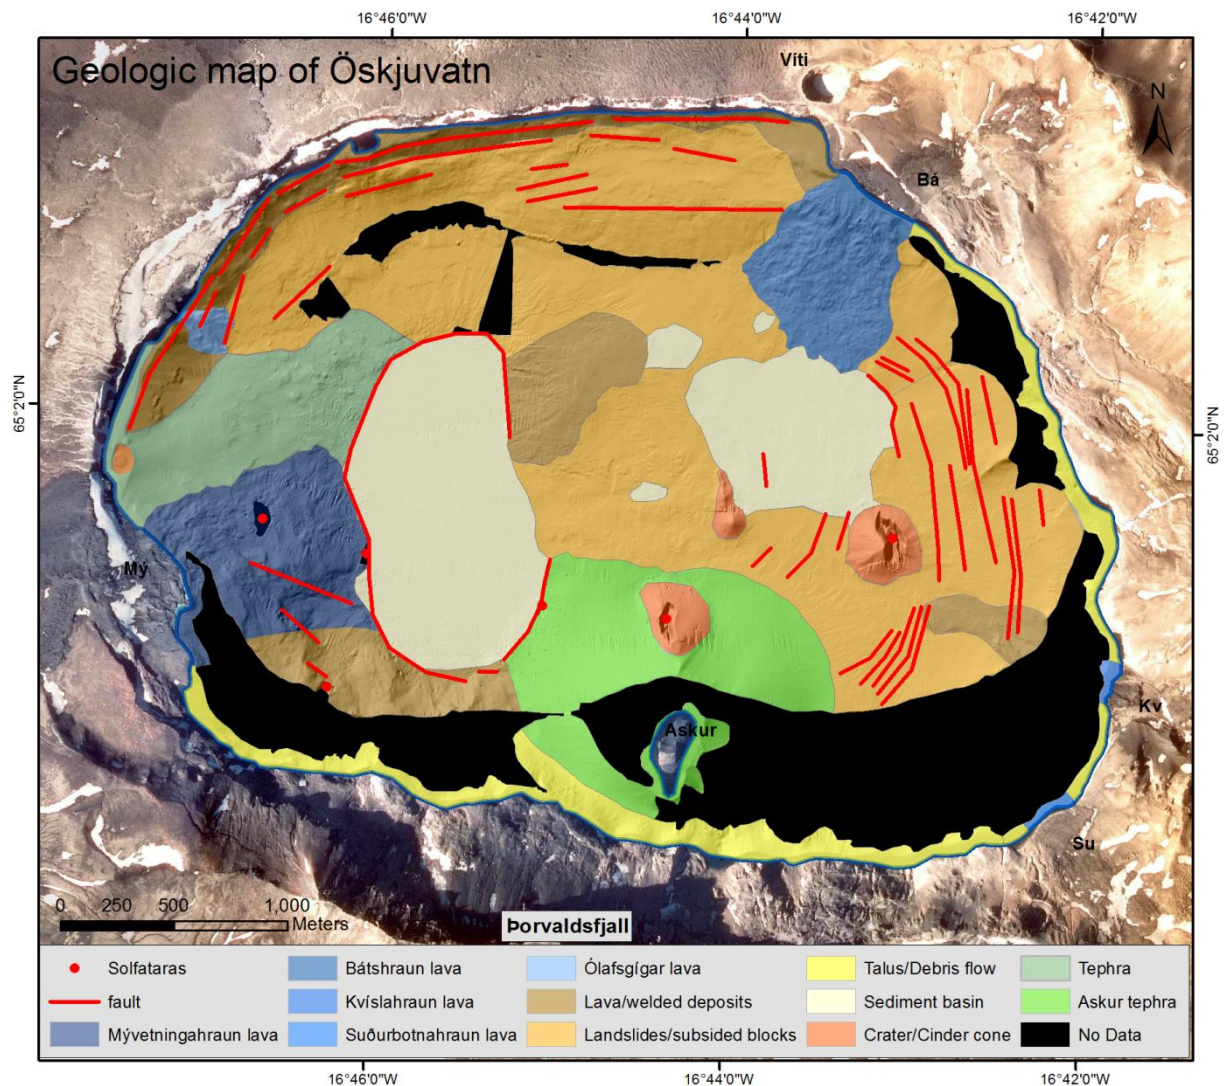 16°46'0"W
16°44'0"W
16°42'0"W
Geologic map of Öskjuvatn
Víti
N
Bá
65°2'0"N
65°2'0"N
Mý
Askur
Kv
Su
0 250 500 1,000
Meters
Þorvaldsfjall
Solfataras
Bátshraun lava
Ólafsgígar lava
Talus/Debris flow
Tephra
fault
Kvíslahraun lava
Lava/welded deposits
Sediment basin
Askur tephra
Mývetningahraun lava
Suðurbotnahraun lava
Landslides/subsided blocks
Crater/Cinder cone
No Data
16°46'0"W
16°44'0"W
16°42'0"W